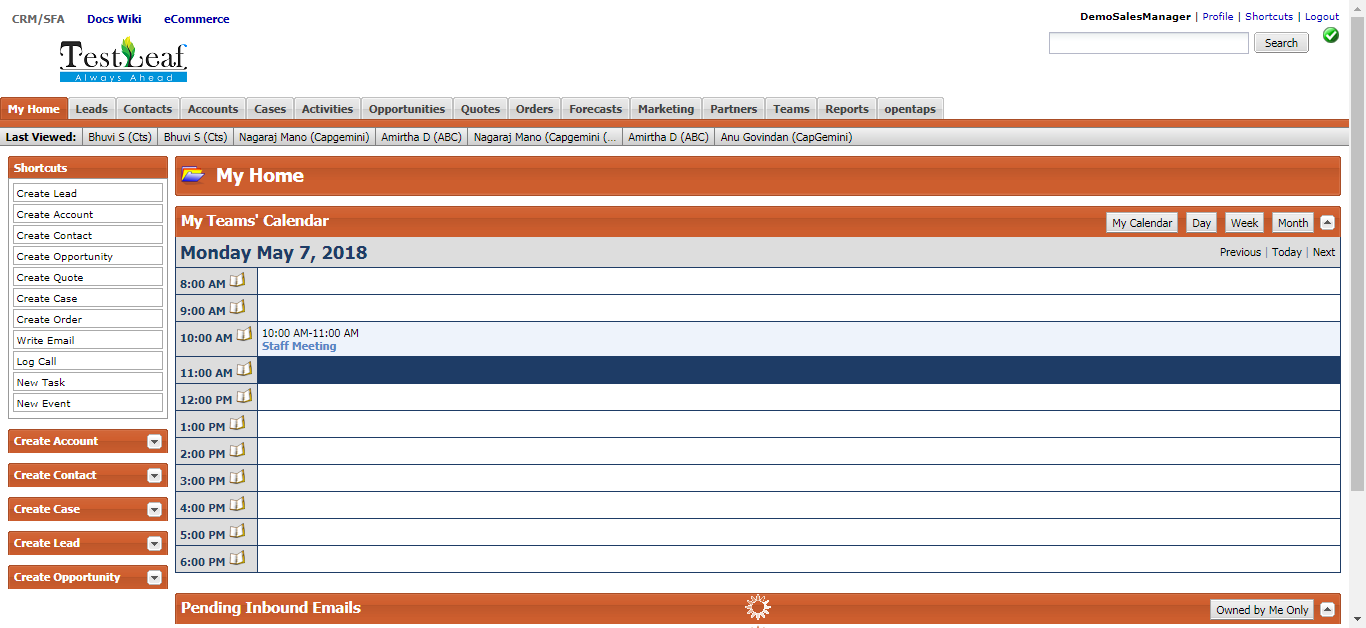 CRM/SFA Docs Wiki eCommerce
DemoSalesManager | Profile | Shortcuts | Logout
Search
TestLeaf
Always Ahead
My Home Leads Contacts Accounts Cases Activities Opportunities Quotes Orders Forecasts Marketing Partners Teams Reports opentaps
Last Viewed: Bhuvi S (Cts) Bhuvi S (Cts) Nagaraj Mano (Capgemini) Amirtha D (ABC) Nagaraj Mano (Capgemini (... Amirtha D (ABC) Anu Govindan (CapGemini)
Shortcuts
Create Lead
Create Account
Create Contact
Create Opportunity
Create Quote
Create Case
Create Order
Write Email
Log Call
New Task
New Event
Create Account
Create Contact
Create Case
Create Lead
Create Opportunity
My Home
My Teams' Calendar My Calendar Day Week Month
Monday May 7, 2018 Previous | Today | Next
8:00 AM
9:00 AM
10:00 AM 10:00 AM-11:00 AM
Staff Meeting
11:00 AM
12:00 PM
1:00 PM
2:00 PM
3:00 PM
4:00 PM
5:00 PM
6:00 PM
Pending Inbound Emails Owned by Me Only